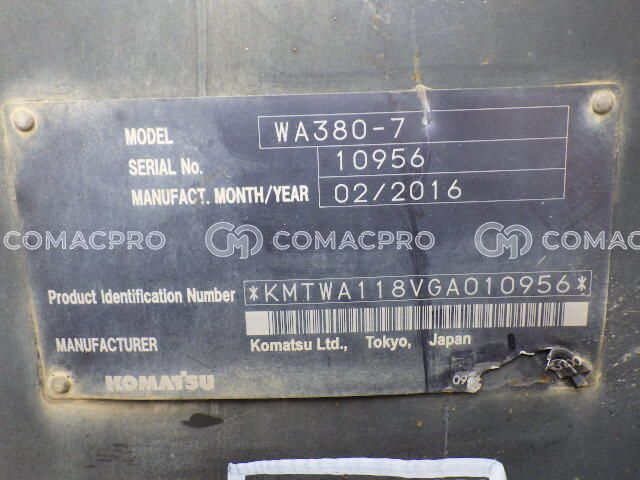 MODEL WA380-7
SERIAL No. 10956
MANUFACT. MONTH/YEAR 02/2016
COMACPRO COMACPRO COMACPRO
Product Identification Number *KMTWA118VGA010956*
MANUFACTURER Komatsu Ltd., Tokyo, Japan
KOMATSU